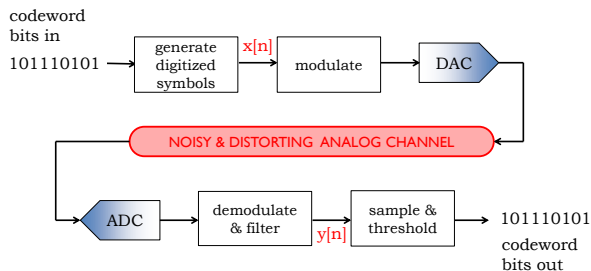 codeword
bits in
101110101
generate
digitized
symbols
x[n]
modulate
DAC
NOISY & DISTORTING ANALOG CHANNEL
ADC
demodulate
& filter
y[n]
sample &
threshold
101110101
codeword
bits out